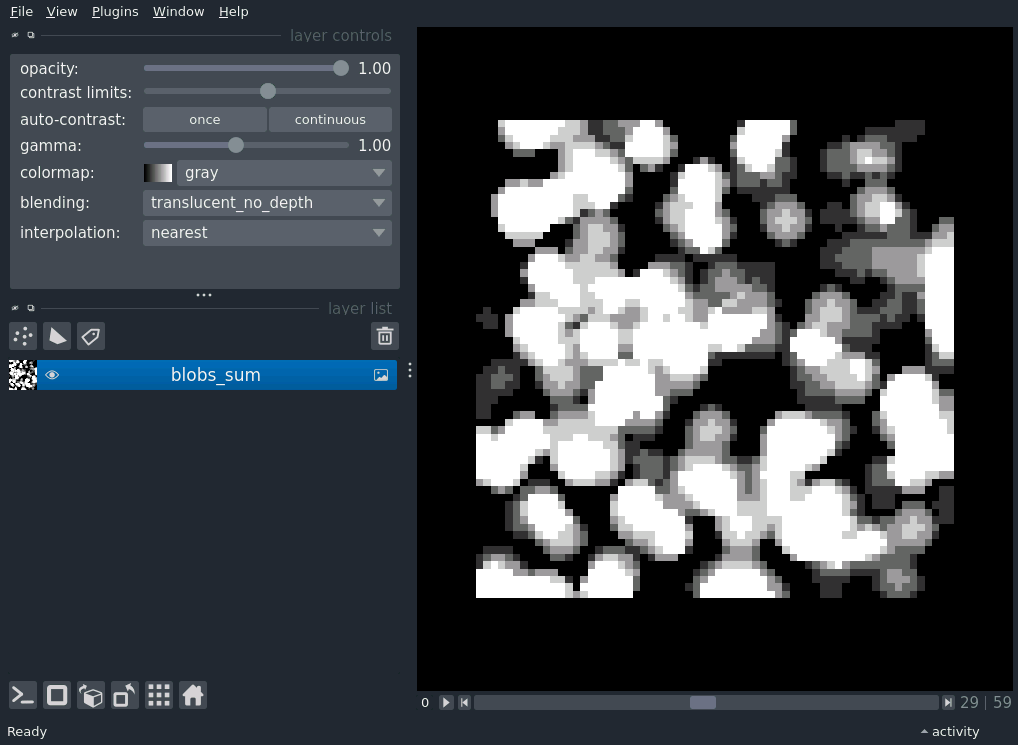 File View Plugins Window Help
layer controls
opacity: 1.00
contrast limits:
auto-contrast: once continuous
gamma: 1.00
colormap: gray
blending: translucent_no_depth
interpolation: nearest
layer list
blobs_sum
0 29 | 59
Ready activity